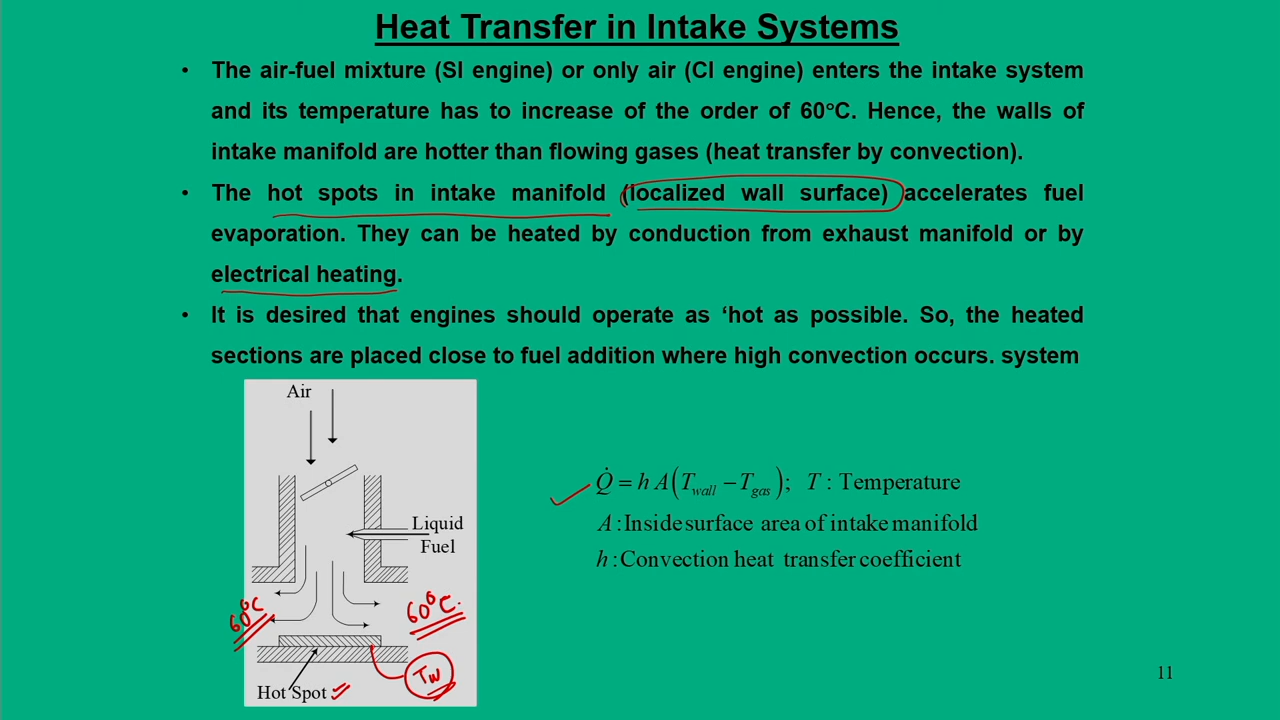 Heat Transfer in Intake Systems
• The air-fuel mixture (SI engine) or only air (CI engine) enters the intake system
and its temperature has to increase of the order of 60°C. Hence, the walls of
intake manifold are hotter than flowing gases (heat transfer by convection).
• The hot spots in intake manifold (localized wall surface) accelerates fuel
evaporation. They can be heated by conduction from exhaust manifold or by
electrical heating.
• It is desired that engines should operate as ‘hot as possible. So, the heated
sections are placed close to fuel addition where high convection occurs. system
Air
Liquid
Fuel
60°C
60°C
Tw
Hot Spot
Q̇ = h A(T_wall − T_gas); T : Temperature
A : Inside surface area of intake manifold
h : Convection heat transfer coefficient
11